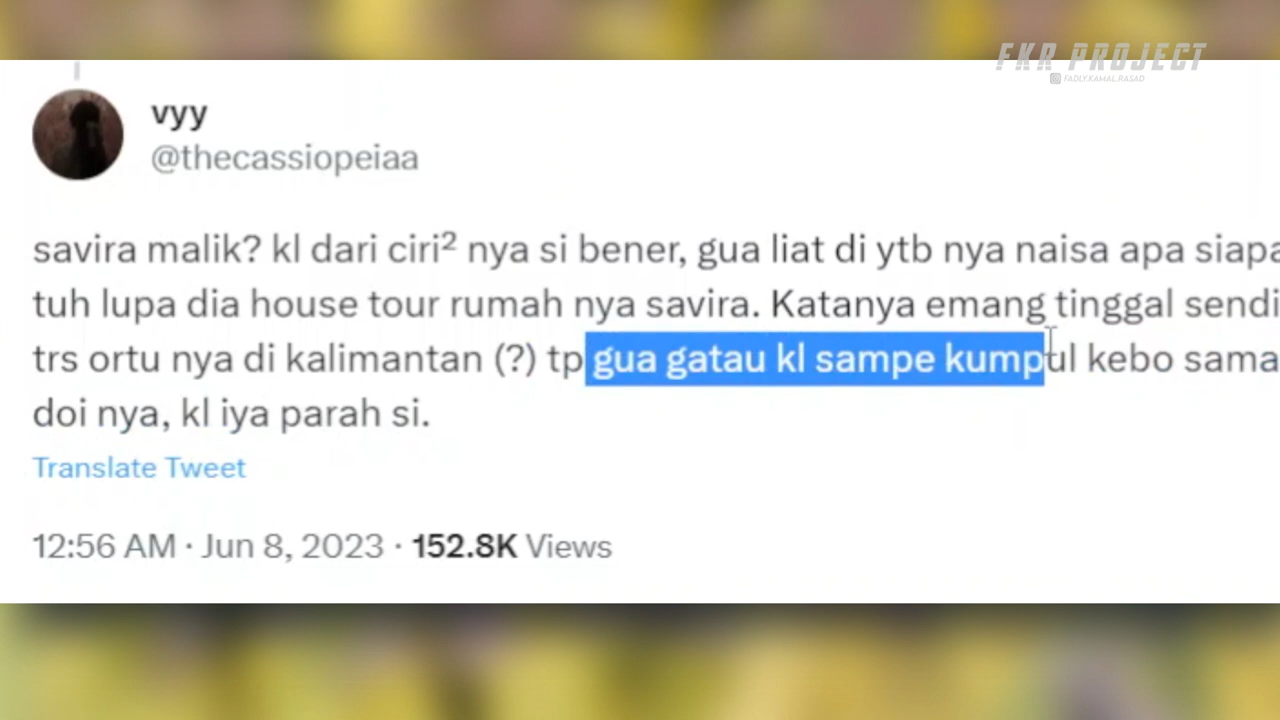 FKR PROJECT
FADLY.KAMAL.RASAD
vyy
@thecassiopeiaa
savira malik? kl dari ciri² nya si bener, gua liat di ytb nya naisa apa siapa
tuh lupa dia house tour rumah nya savira. Katanya emang tinggal sendi
trs ortu nya di kalimantan (?) tp gua gatau kl sampe kumpul kebo sama
doi nya, kl iya parah si.
Translate Tweet
12:56 AM · Jun 8, 2023 · 152.8K Views